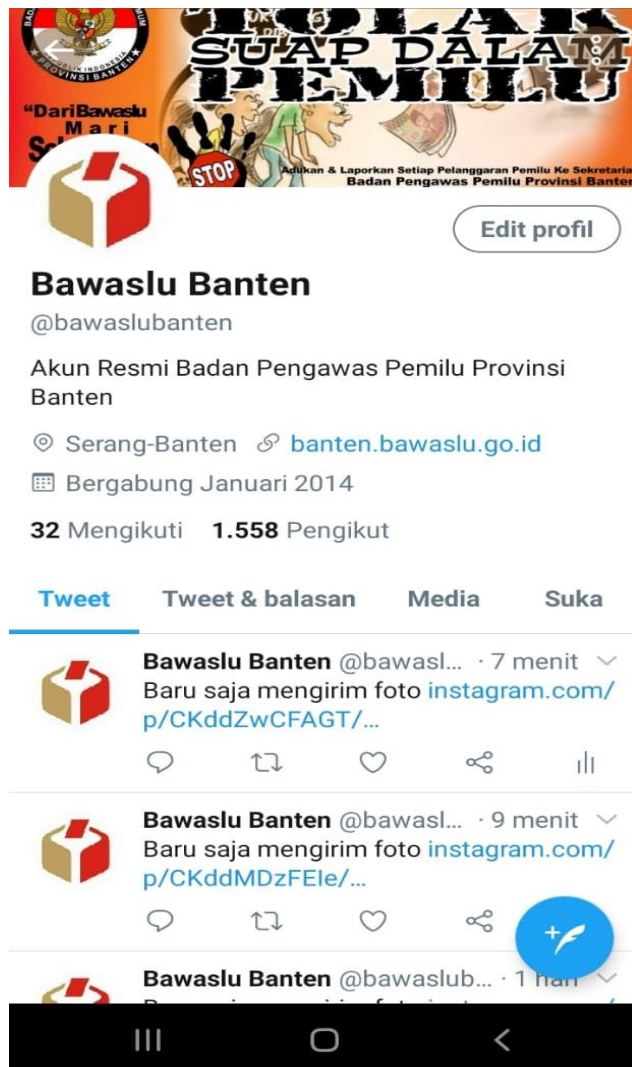 TOLAK
SUAP DALAM
PEMILU
PROVINSI BANTEN
"Dari Bawaslu
Mari
STOP
Adukan & Laporkan Setiap Pelanggaran Pemilu Ke Sekretaria
Badan Pengawas Pemilu Provinsi Banten
Edit profil
Bawaslu Banten
@bawaslubanten
Akun Resmi Badan Pengawas Pemilu Provinsi
Banten
Serang-Banten banten.bawaslu.go.id
Bergabung Januari 2014
32 Mengikuti 1.558 Pengikut
Tweet Tweet & balasan Media Suka
Bawaslu Banten @bawasl... · 7 menit
Baru saja mengirim foto instagram.com/
p/CKddZwCFAGT/...
Bawaslu Banten @bawasl... · 9 menit
Baru saja mengirim foto instagram.com/
p/CKddMDzFEle/...
Bawaslu Banten @bawaslub... · 1 hari